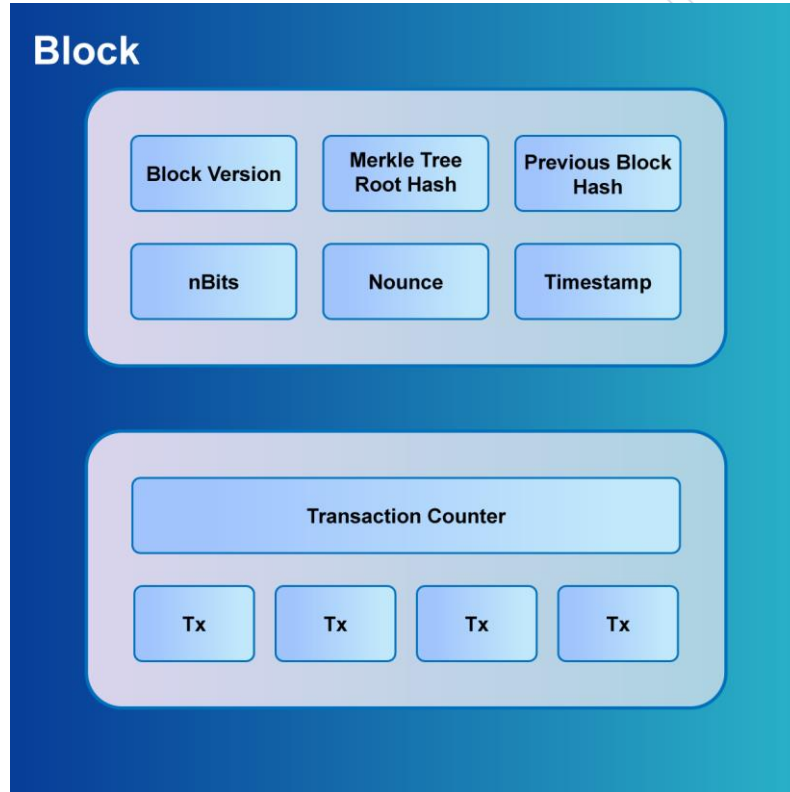 Block
Block Version
Merkle Tree
Root Hash
Previous Block
Hash
nBits
Nounce
Timestamp
Transaction Counter
Tx
Tx
Tx
Tx